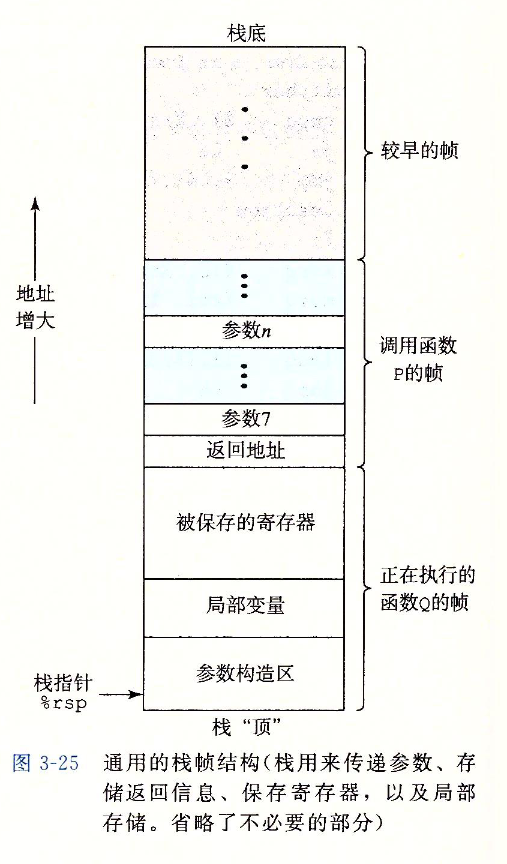 栈底
较早的帧
地址
增大
参数n
调用函数
P的帧
参数7
返回地址
被保存的寄存器
正在执行的
函数Q的帧
局部变量
参数构造区
栈指针
%rsp
栈“顶”
图 3-25 通用的栈帧结构(栈用来传递参数、存
储返回信息、保存寄存器，以及局部
存储。省略了不必要的部分)